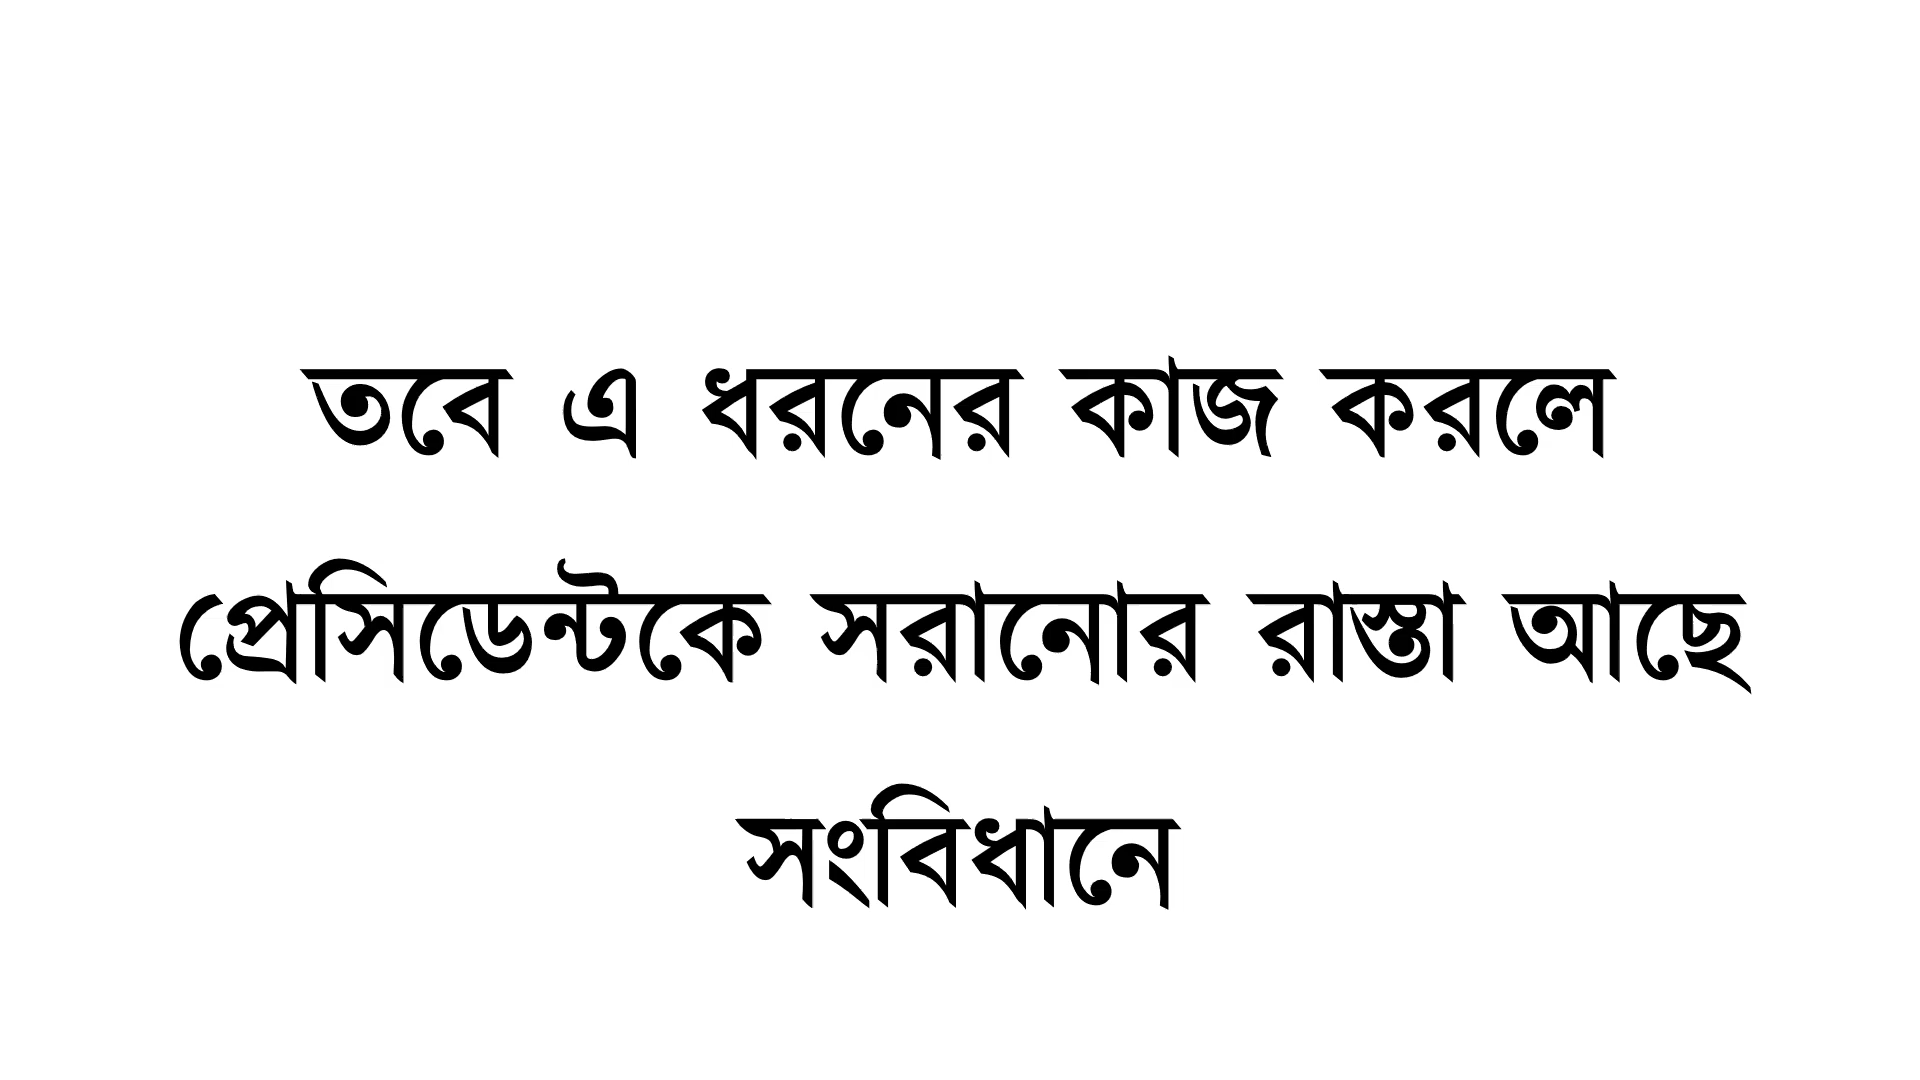 তবে এ ধরনের কাজ করলে
প্রেসিডেন্টকে সরানোর রাস্তা আছে
সংবিধানে